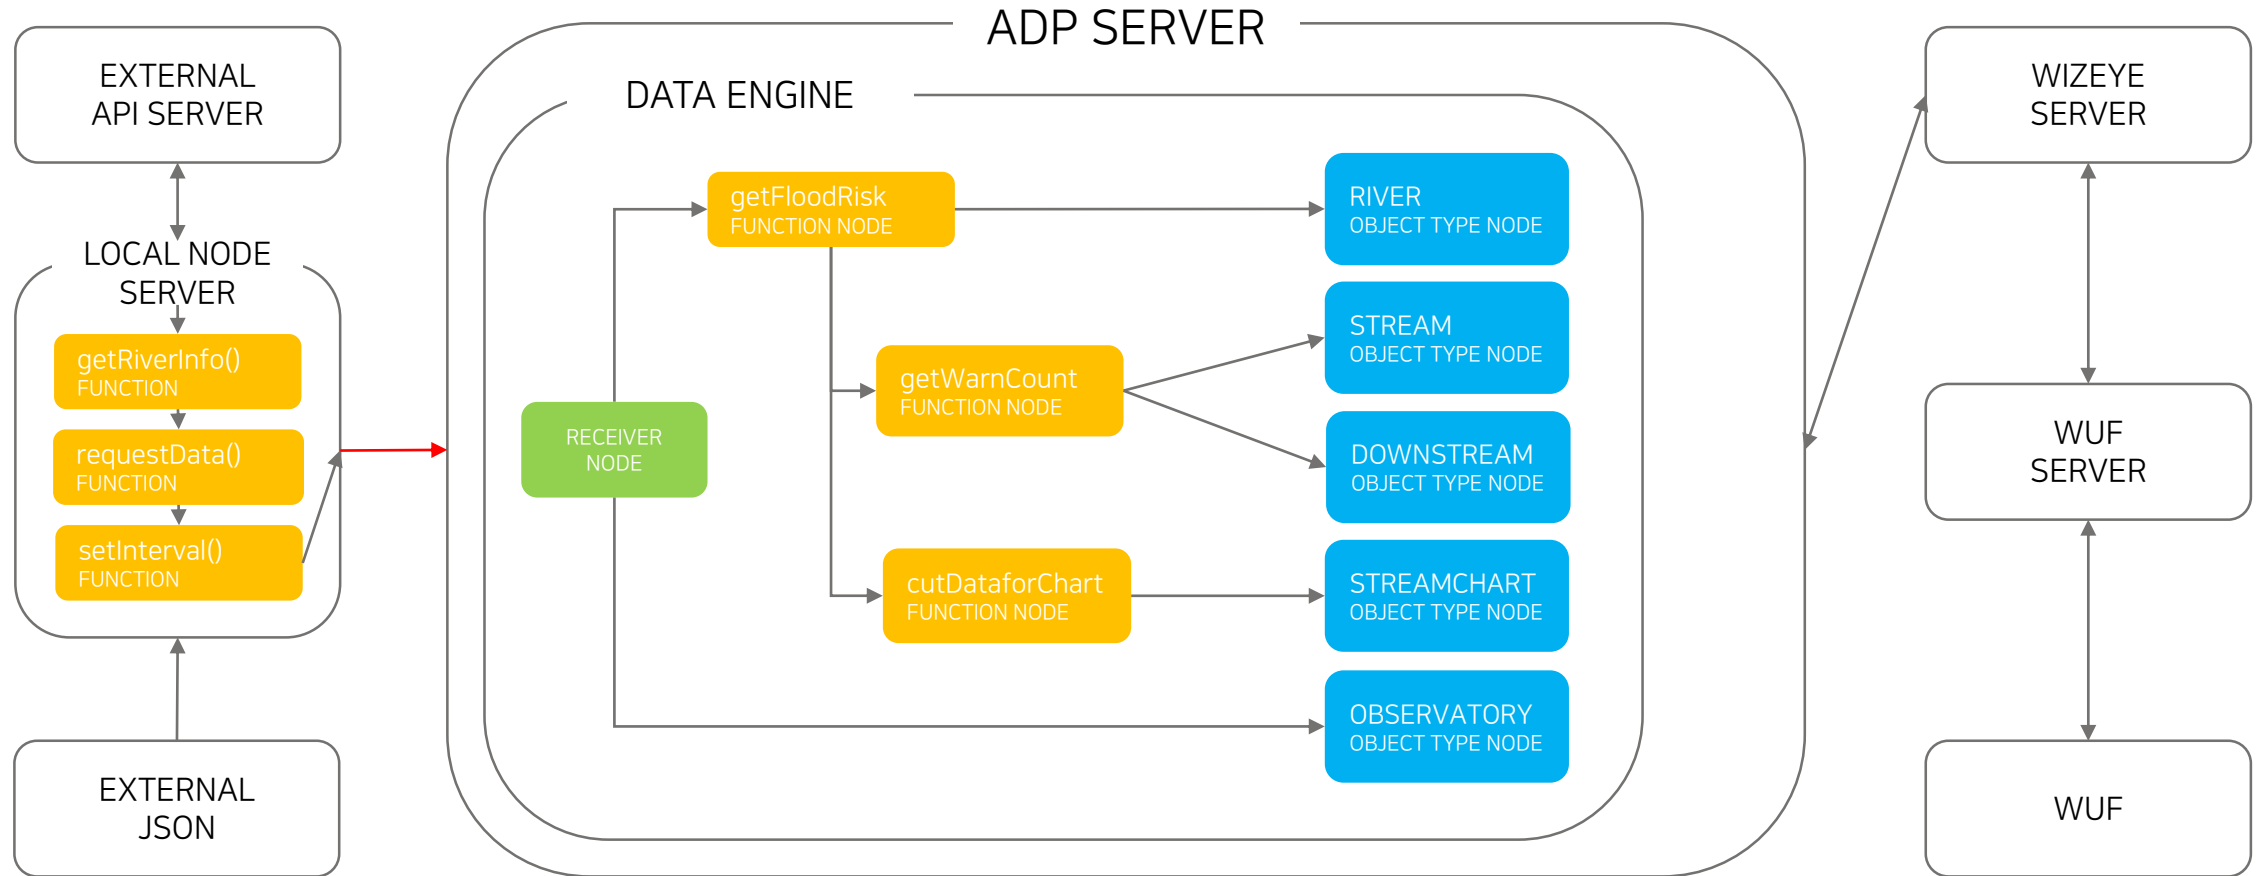 EXTERNAL
API SERVER
LOCAL NODE
SERVER
getRiverInfo()
FUNCTION
requestData()
FUNCTION
setInterval()
FUNCTION
EXTERNAL
JSON
ADP SERVER
DATA ENGINE
RECEIVER
NODE
getFloodRisk
FUNCTION NODE
getWarnCount
FUNCTION NODE
cutDataforChart
FUNCTION NODE
RIVER
OBJECT TYPE NODE
STREAM
OBJECT TYPE NODE
DOWNSTREAM
OBJECT TYPE NODE
STREAMCHART
OBJECT TYPE NODE
OBSERVATORY
OBJECT TYPE NODE
WIZEYE
SERVER
WUF
SERVER
WUF